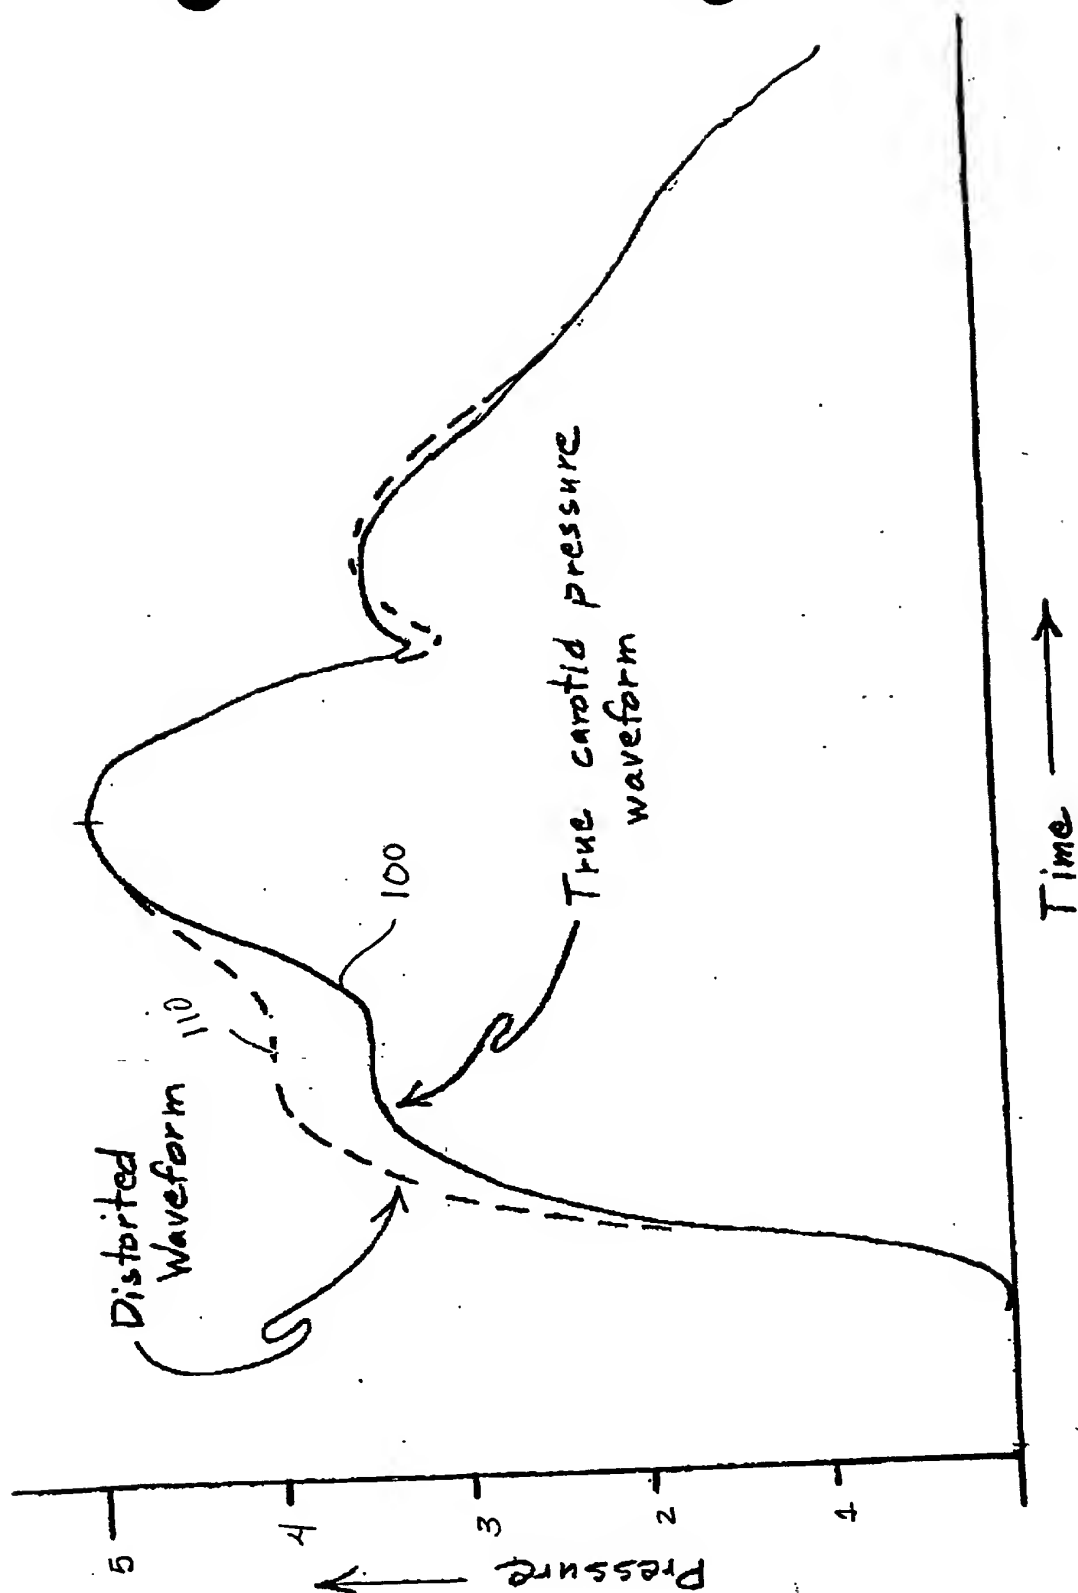 Distorted
Waveform
110
100
True carotid pressure
waveform
5
4
3
2
1
Pressure
Time